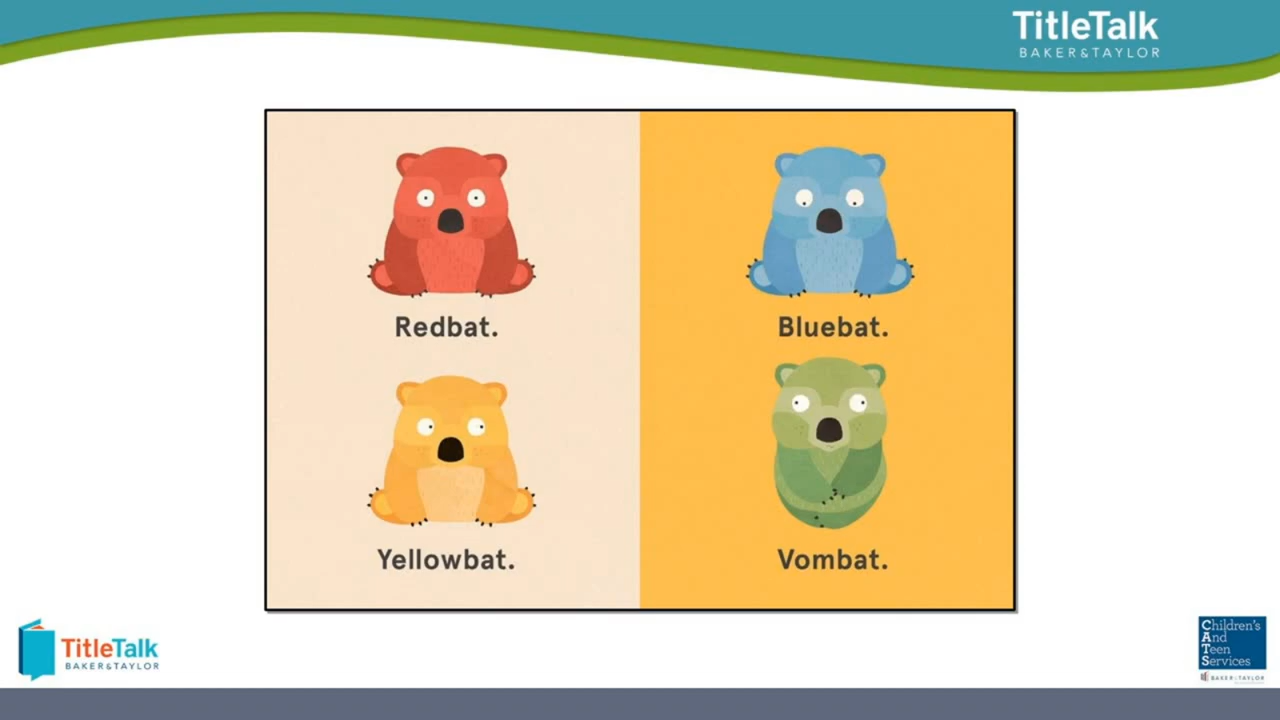 TitleTalk
BAKER & TAYLOR
Redbat.
Bluebat.
Yellowbat.
Vombat.
TitleTalk
BAKER & TAYLOR
Children's
And
Teen
Services
BAKER & TAYLOR